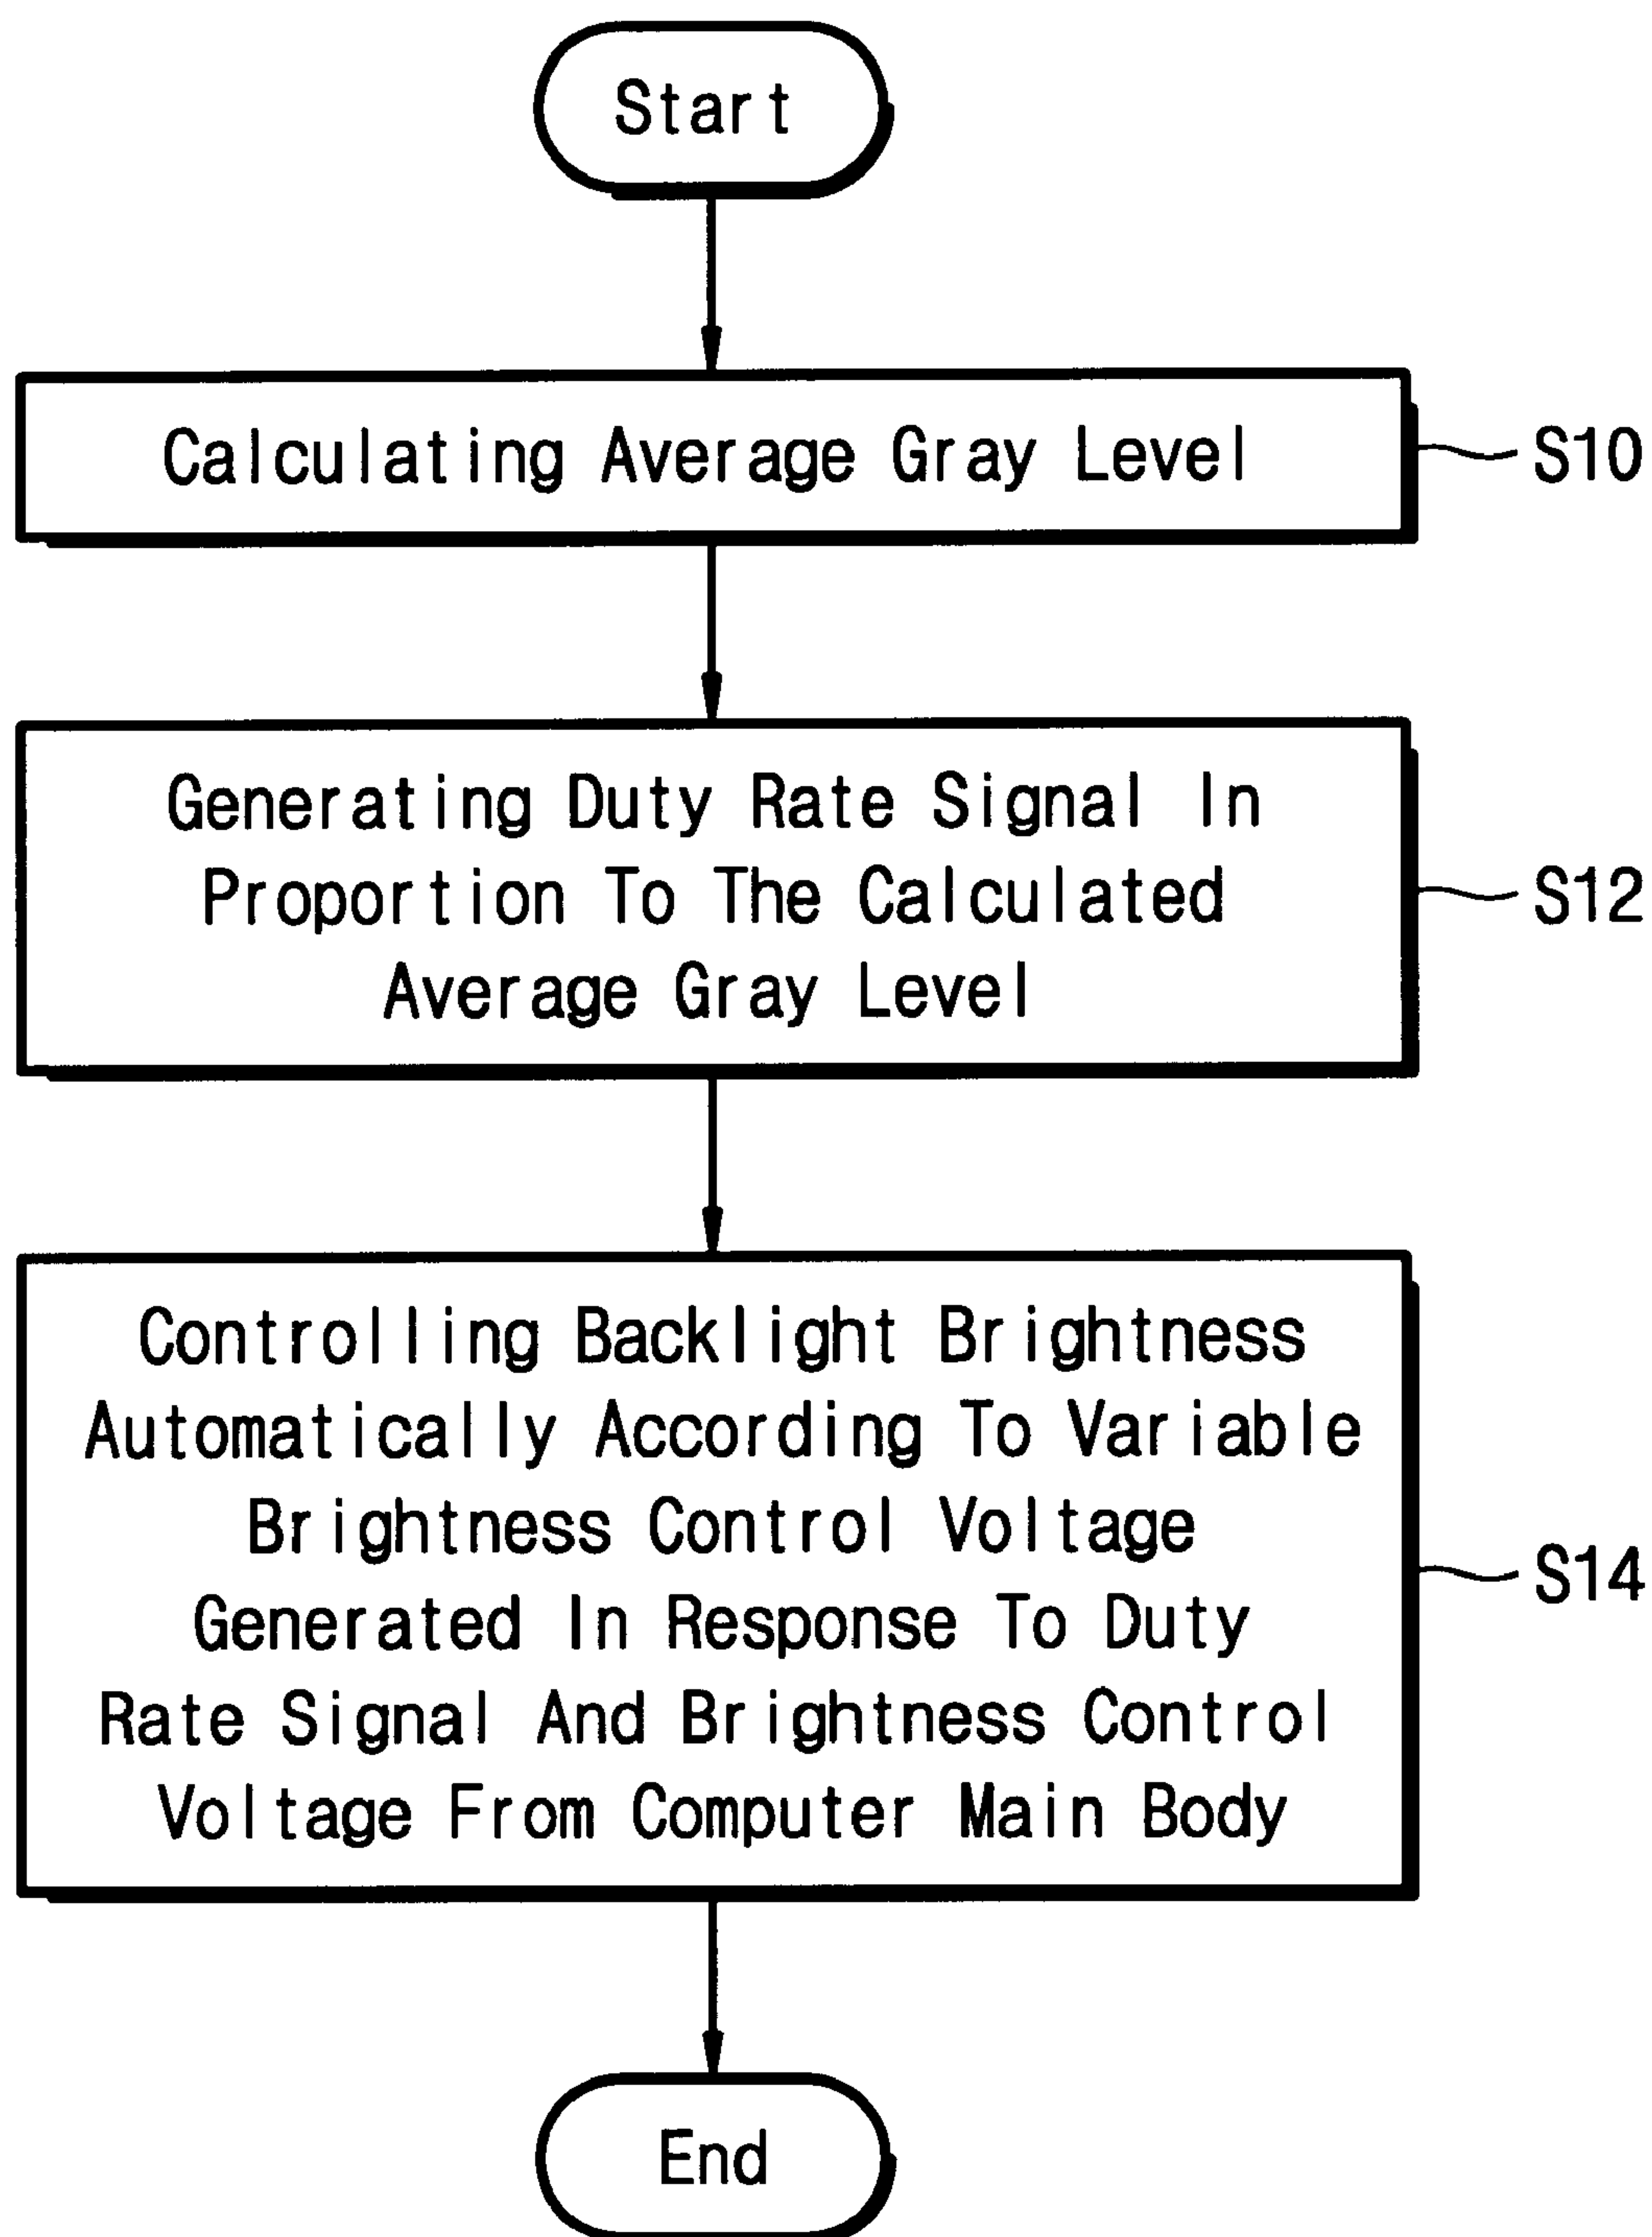 Start
Calculating Average Gray Level
S10
Generating Duty Rate Signal In
Proportion To The Calculated
Average Gray Level
S12
Controlling Backlight Brightness
Automatically According To Variable
Brightness Control Voltage
Generated In Response To Duty
Rate Signal And Brightness Control
Voltage From Computer Main Body
S14
End